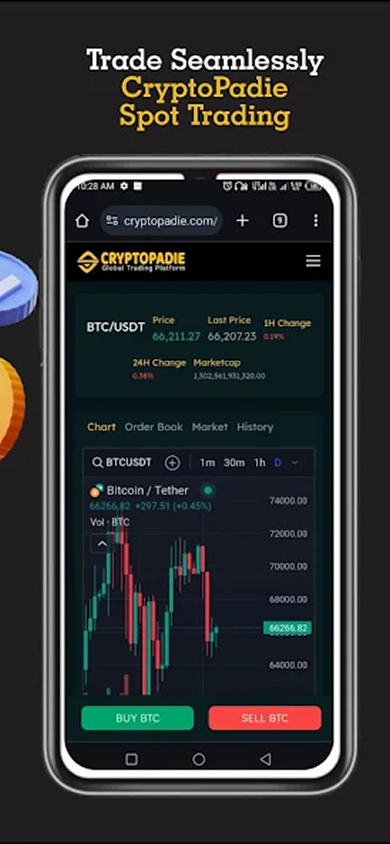 Trade Seamlessly
CryptoPadie
Spot Trading
10:28 AM
cryptopadie.com/
9
CRYPTOPADIE
Global Trading Platform
BTC/USDT
Price
66,211.27
Last Price
66,207.23
1H Change
0.19%
24H Change
0.38%
Marketcap
1,302,561,931,320.00
Chart Order Book Market History
BTCUSDT 1m 30m 1h D
Bitcoin / Tether
66266.82 +297.51 (+0.45%)
Vol · BTC
74000.00
72000.00
70000.00
68000.00
66266.82
64000.00
BUY BTC
SELL BTC